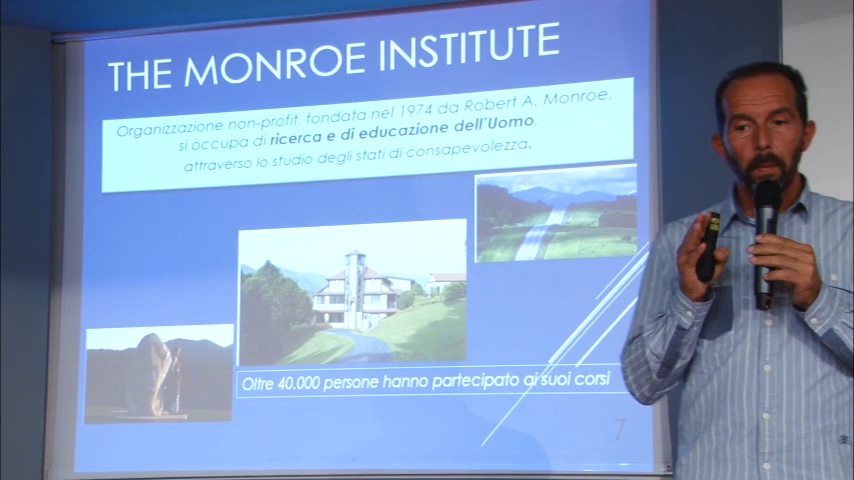 THE MONROE INSTITUTE
Organizzazione non-profit, fondata nel 1974 da Robert A. Monroe,
si occupa di ricerca e di educazione dell'Uomo,
attraverso lo studio degli stati di consapevolezza.
Oltre 40.000 persone hanno partecipato ai suoi corsi
7